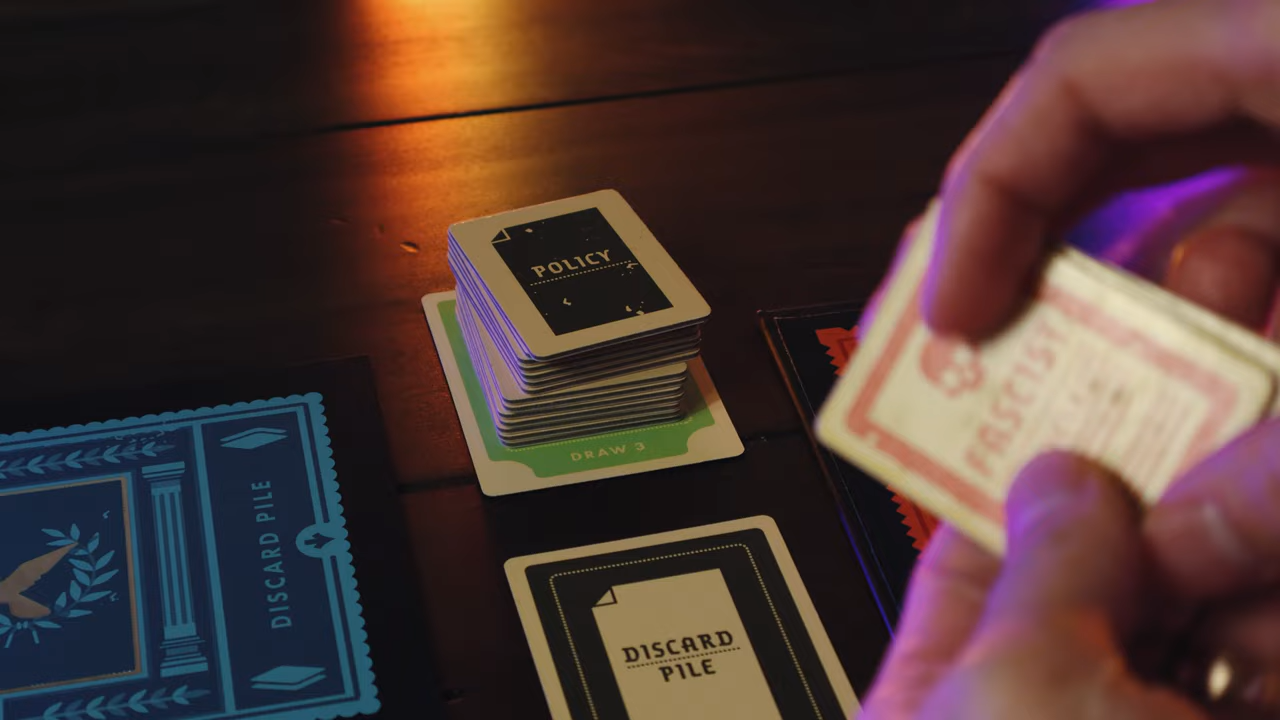 POLICY
DRAW 3
FASCIST
DISCARD PILE
DISCARD
PILE